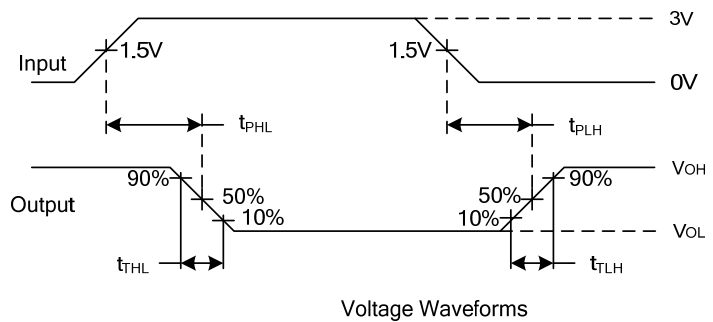 3V
1.5V
1.5V
Input
0V
tPHL
tPLH
90%
90%
VOH
50%
50%
Output
10%
10%
VOL
tTHL
tTLH
Voltage Waveforms